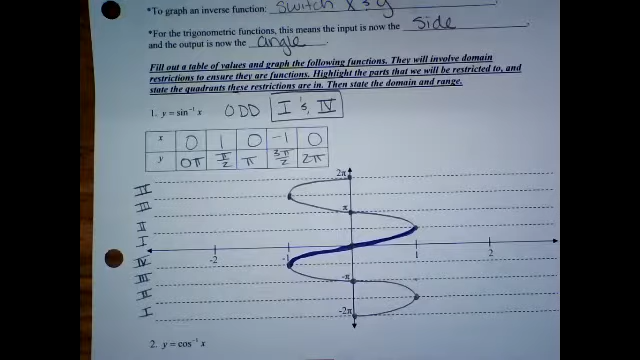 *To graph an inverse function: switch x's y
*For the trigonometric functions, this means the input is now the side
and the output is now the angle.
Fill out a table of values and graph the following functions. They will involve domain
restrictions to ensure they are functions. Highlight the parts that we will be restricted to, and
state the quadrants these restrictions are in. Then state the domain and range.
1. y = sin⁻¹ x ODD I & IV
x 0 1 0 -1 0
y 0π π/2 π 3π/2 2π
2π
IV
III
π
II
I
-2 -1 1 2
IV
III
-π
II
I
-2π
2. y = cos⁻¹ x